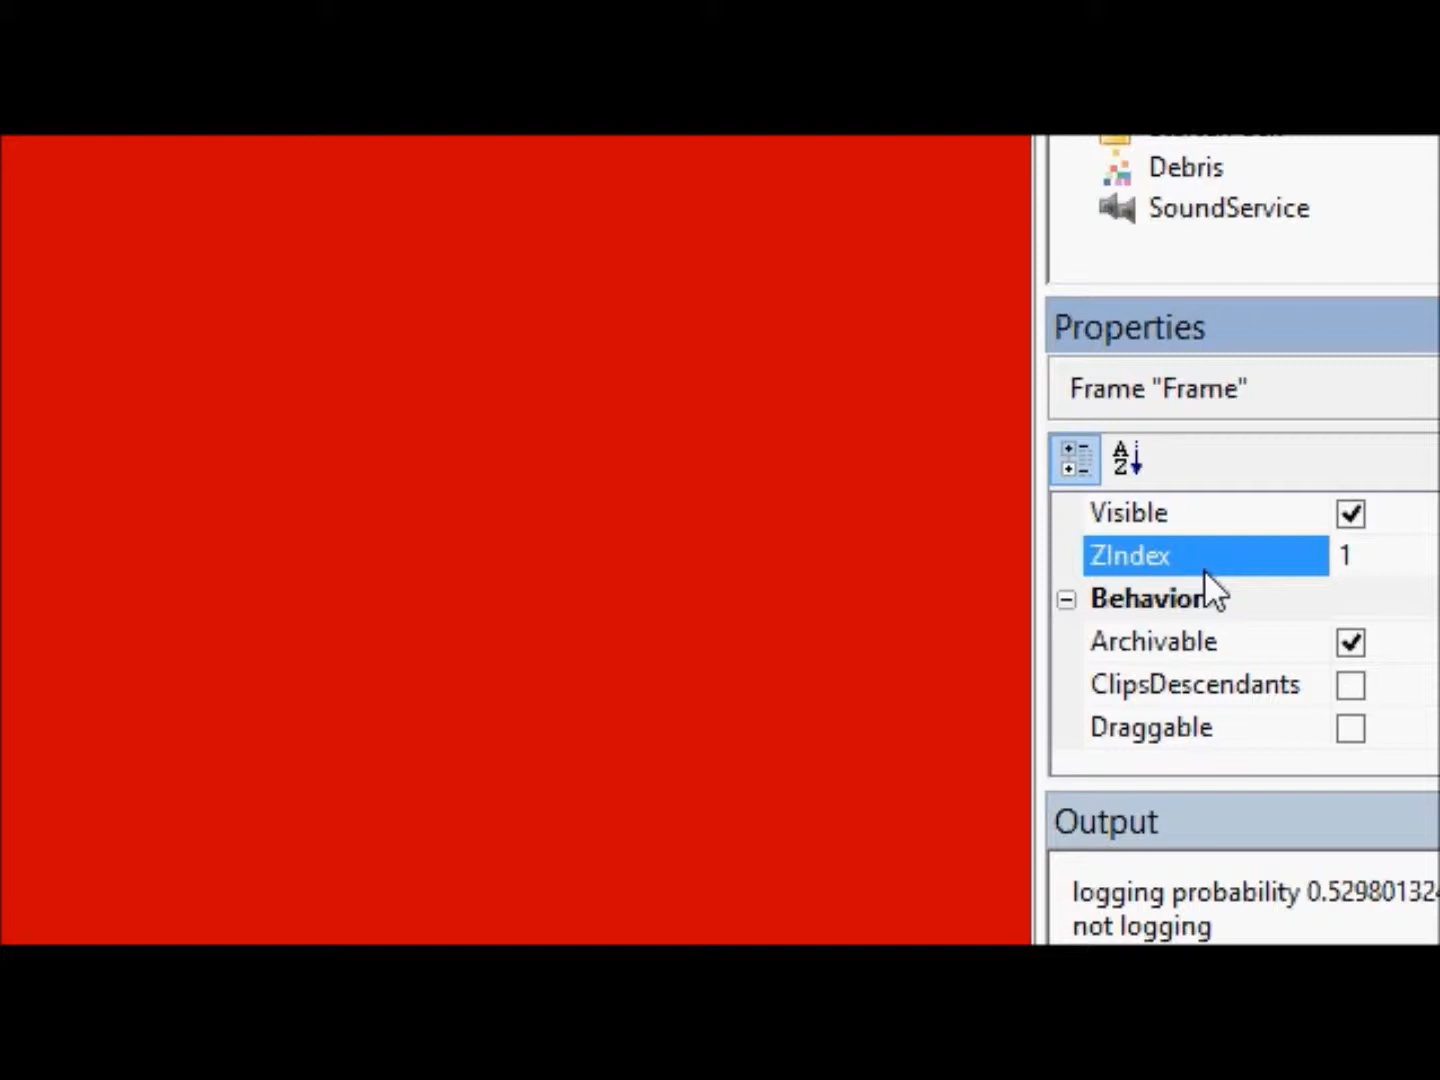 Debris
SoundService
Properties
Frame "Frame"
A
Z
Visible
ZIndex 1
Behavior
Archivable
ClipsDescendants
Draggable
Output
logging probability 0.52980132
not logging